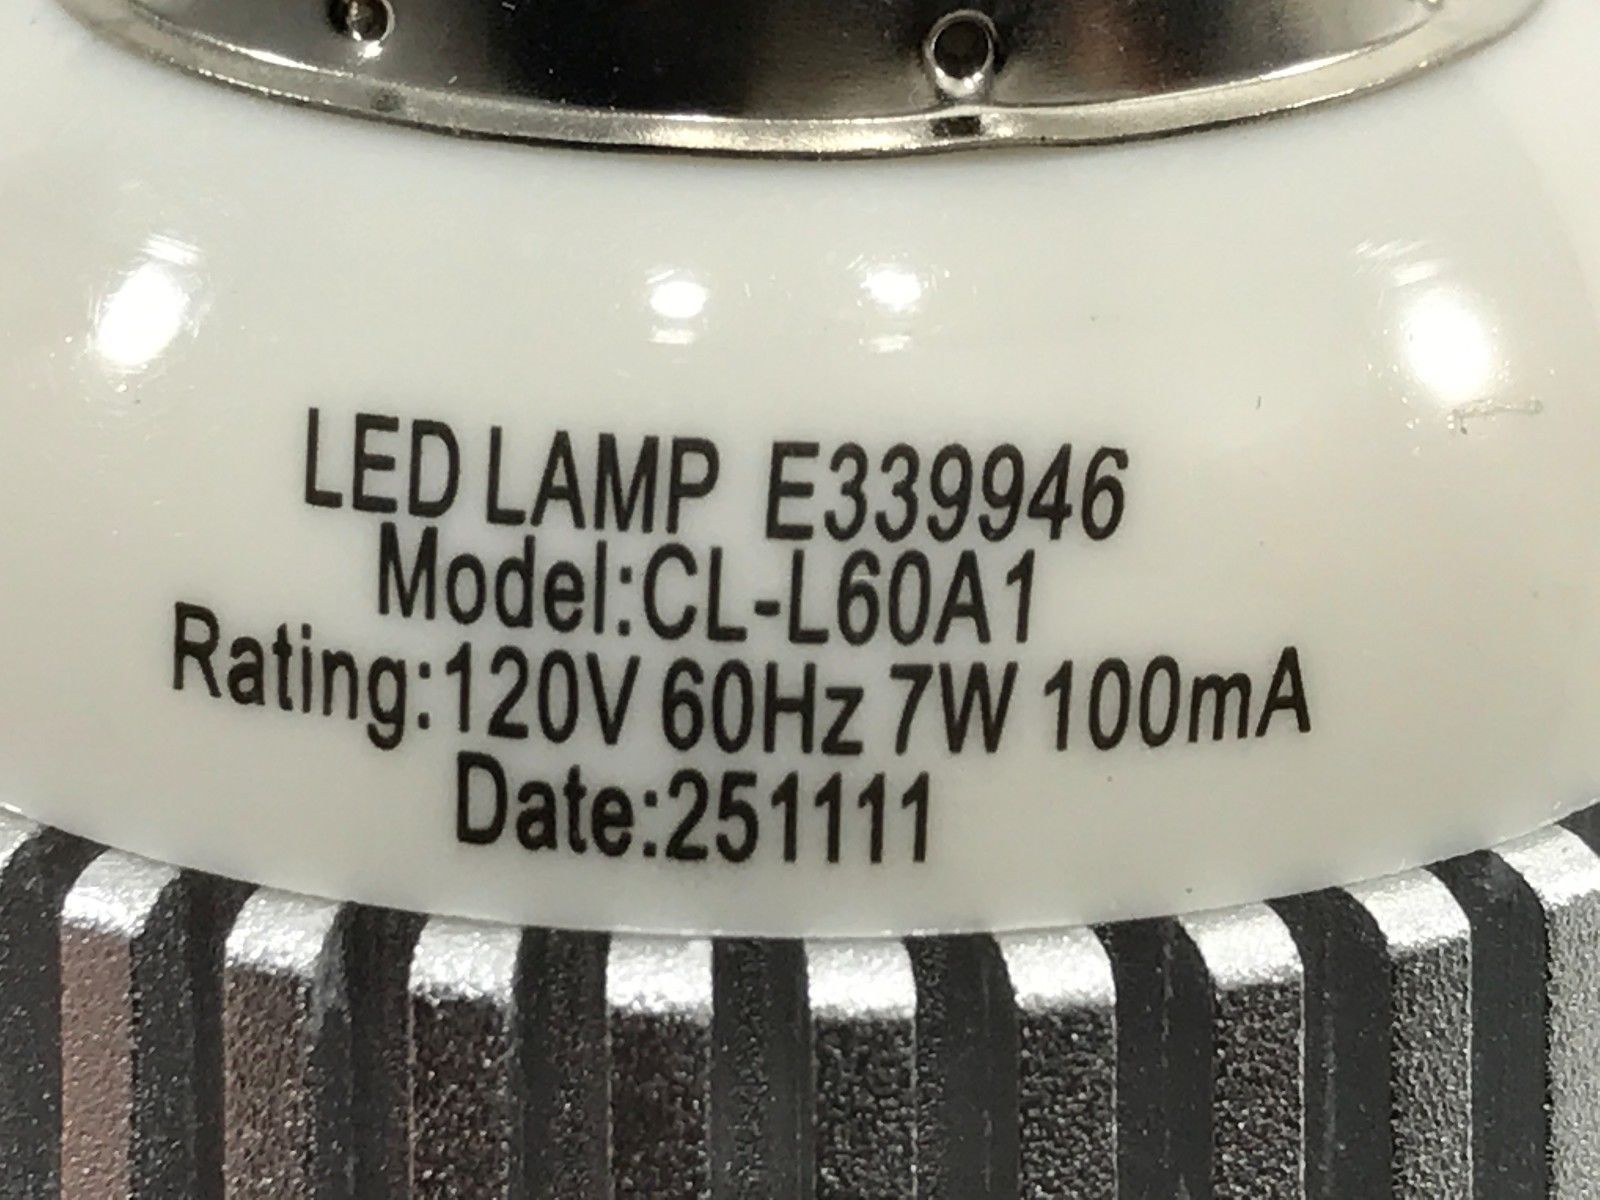 LED LAMP E339946
Model:CL-L60A1
Rating:120V 60Hz 7W 100mA
Date:251111